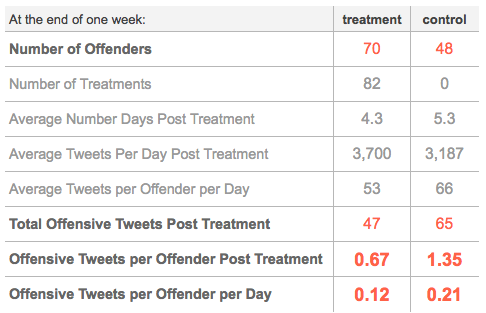 At the end of one week: treatment control
Number of Offenders 70 48
Number of Treatments 82 0
Average Number Days Post Treatment 4.3 5.3
Average Tweets Per Day Post Treatment 3,700 3,187
Average Tweets per Offender per Day 53 66
Total Offensive Tweets Post Treatment 47 65
Offensive Tweets per Offender Post Treatment 0.67 1.35
Offensive Tweets per Offender per Day 0.12 0.21